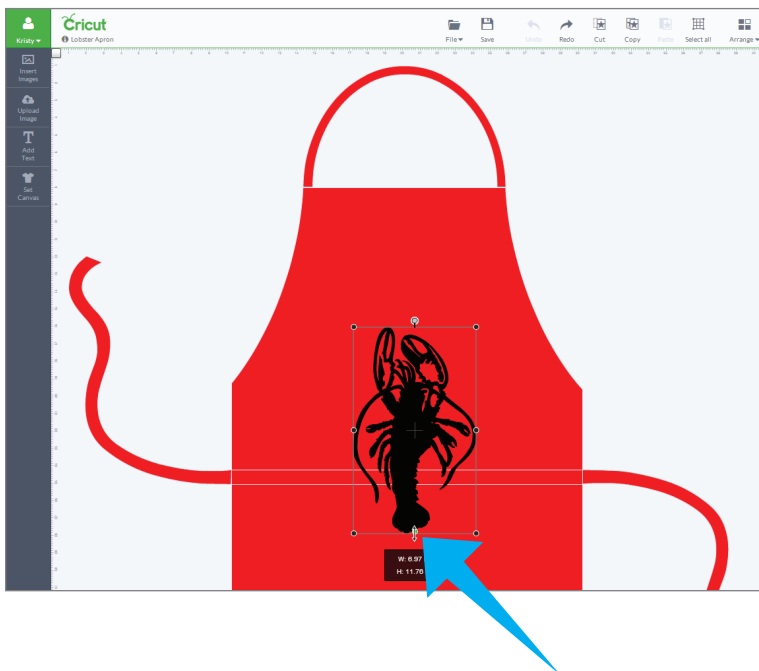 Cricut
Kristy
Lobster Apron
File
Save
Undo
Redo
Cut
Copy
Paste
Select all
Arrange
Insert
Images
Upload
Image
Add
Text
Set
Canvas
W: 6.97
H: 11.76